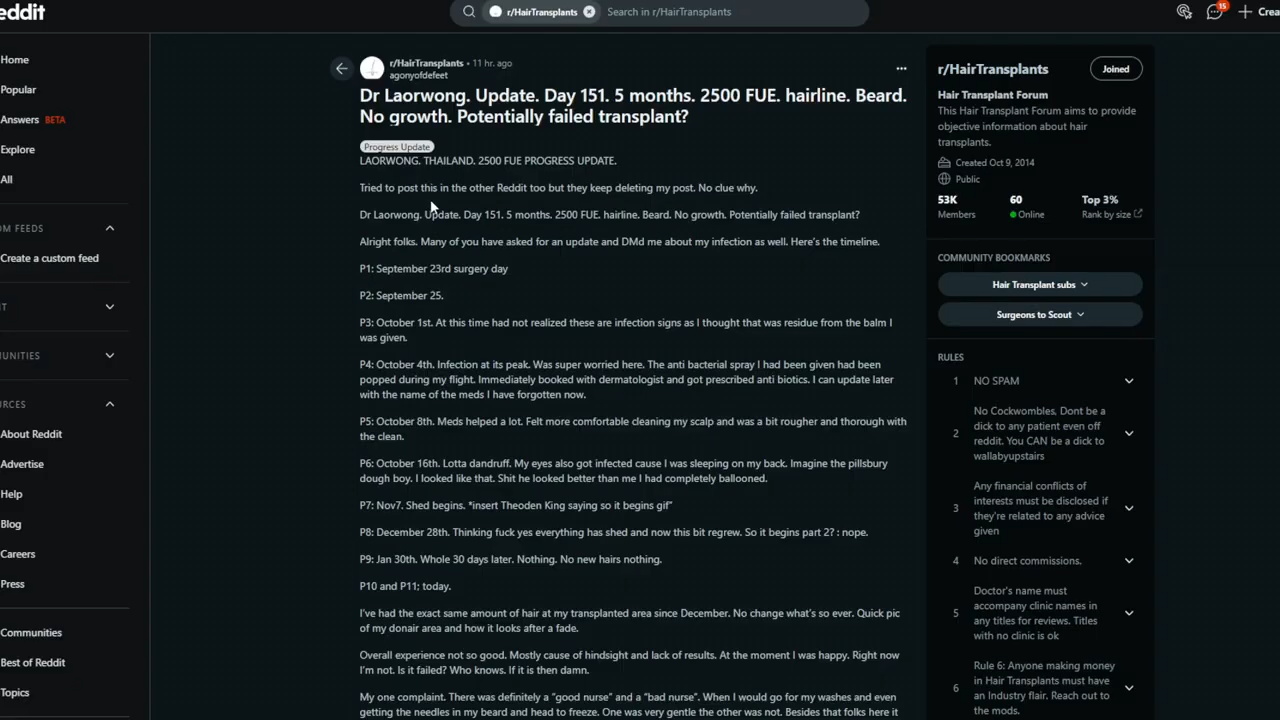 eddit
r/HairTransplants
Search in r/HairTransplants
15
Crea
Home
Popular
Answers BETA
Explore
All
OM FEEDS
Create a custom feed
IT
UNITIES
URCES
About Reddit
Advertise
Help
Blog
Careers
Press
Communities
Best of Reddit
Topics
r/HairTransplants • 11 hr. ago
agonyofdefeet
Dr Laorwong. Update. Day 151. 5 months. 2500 FUE. hairline. Beard.
No growth. Potentially failed transplant?
Progress Update
LAORWONG. THAILAND. 2500 FUE PROGRESS UPDATE.
Tried to post this in the other Reddit too but they keep deleting my post. No clue why.
Dr Laorwong. Update. Day 151. 5 months. 2500 FUE. hairline. Beard. No growth. Potentially failed transplant?
Alright folks. Many of you have asked for an update and DMd me about my infection as well. Here's the timeline.
P1: September 23rd surgery day
P2: September 25.
P3: October 1st. At this time had not realized these are infection signs as I thought that was residue from the balm I
was given.
P4: October 4th. Infection at its peak. Was super worried here. The anti bacterial spray I had been given had been
popped during my flight. Immediately booked with dermatologist and got prescribed anti biotics. I can update later
with the name of the meds I have forgotten now.
P5: October 8th. Meds helped a lot. Felt more comfortable cleaning my scalp and was a bit rougher and thorough with
the clean.
P6: October 16th. Lotta dandruff. My eyes also got infected cause I was sleeping on my back. Imagine the pillsbury
dough boy. I looked like that. Shit he looked better than me I had completely ballooned.
P7: Nov7. Shed begins. *insert Theoden King saying so it begins gif"
P8: December 28th. Thinking fuck yes everything has shed and now this bit regrew. So it begins part 2? : nope.
P9: Jan 30th. Whole 30 days later. Nothing. No new hairs nothing.
P10 and P11; today.
I've had the exact same amount of hair at my transplanted area since December. No change what's so ever. Quick pic
of my donair area and how it looks after a fade.
Overall experience not so good. Mostly cause of hindsight and lack of results. At the moment I was happy. Right now
I'm not. Is it failed? Who knows. If it is then damn.
My one complaint. There was definitely a "good nurse" and a "bad nurse". When I would go for my washes and even
getting the needles in my beard and head to freeze. One was very gentle the other was not. Besides that folks here it
r/HairTransplants
Joined
Hair Transplant Forum
This Hair Transplant Forum aims to provide
objective information about hair
transplants.
Created Oct 9, 2014
Public
53K
Members
60
Online
Top 3%
Rank by size
COMMUNITY BOOKMARKS
Hair Transplant subs
Surgeons to Scout
RULES
1 NO SPAM
2 No Cockwombles. Dont be a
dick to any patient even off
reddit. You CAN be a dick to
wallabyupstairs
3 Any financial conflicts of
interests must be disclosed if
they're related to any advice
given
4 No direct commissions.
5 Doctor's name must
accompany clinic names in
any titles for reviews. Titles
with no clinic is ok
6 Rule 6: Anyone making money
in Hair Transplants must have
an Industry flair. Reach out to
the mods.